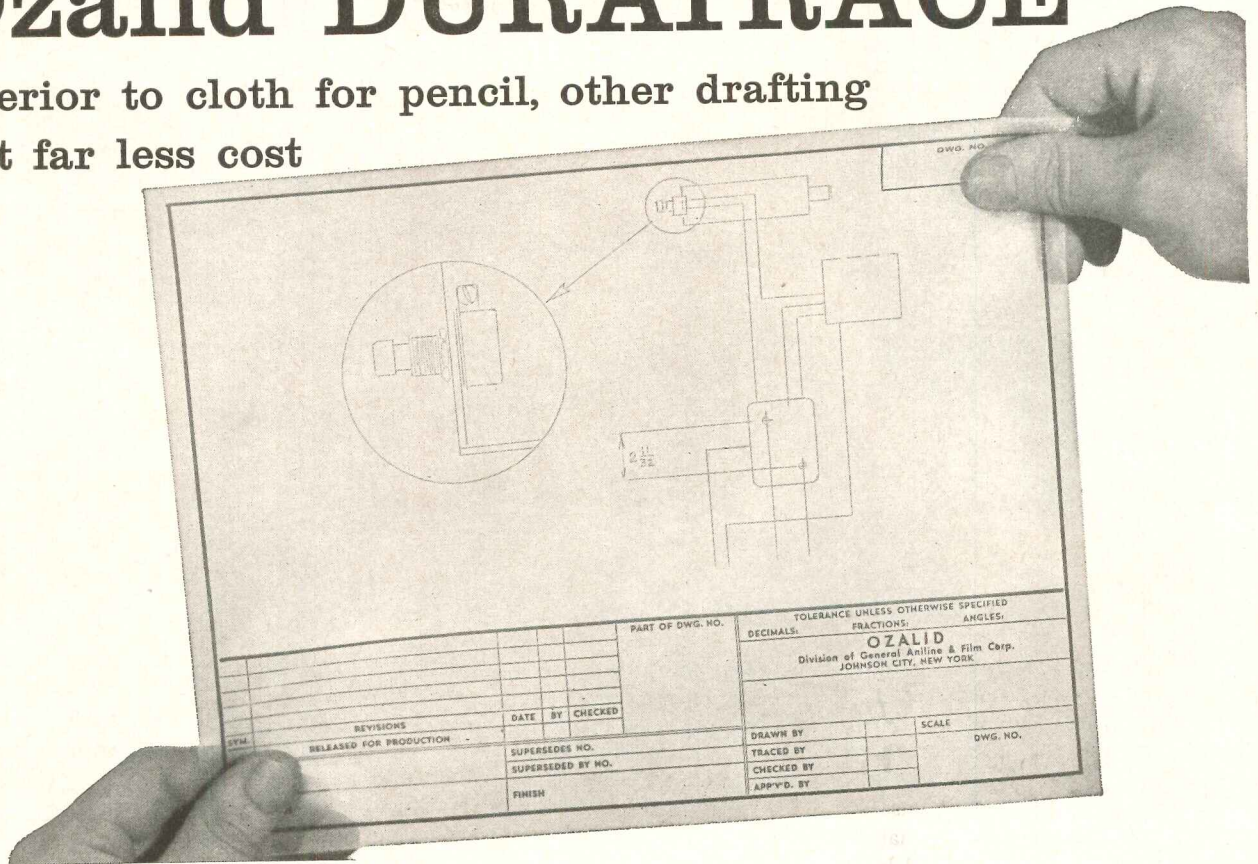 Ozalid DURATRACE
erior to cloth for pencil, other drafting
t far less cost
DWG. NO.
2 11/32
PART OF DWG. NO.
TOLERANCE UNLESS OTHERWISE SPECIFIED
DECIMALS: FRACTIONS: ANGLES:
OZALID
Division of General Aniline & Film Corp.
JOHNSON CITY, NEW YORK
SYM. REVISIONS DATE BY CHECKED
RELEASED FOR PRODUCTION
SUPERSEDES NO.
SUPERSEDED BY NO.
FINISH
DRAWN BY
TRACED BY
CHECKED BY
APP'V'D. BY
SCALE
DWG. NO.